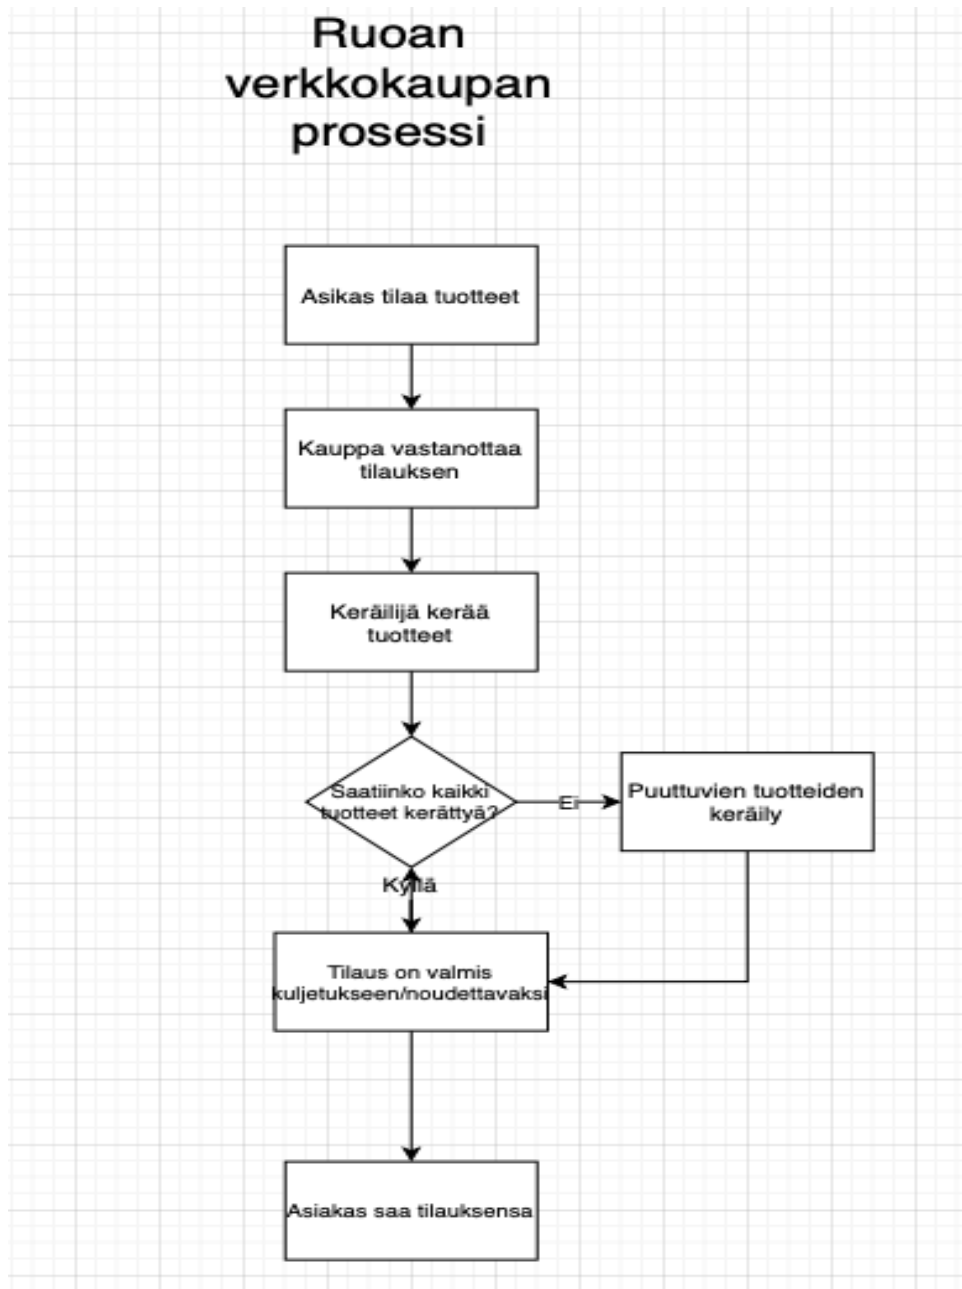 Ruoan
verkkokaupan
prosessi
Asikas tilaa tuotteet
Kauppa vastanottaa
tilauksen
Keräilijä kerää
tuotteet
Saatiinko kaikki
tuotteet kerättyä?
Ei
Puuttuvien tuotteiden
keräily
Kyllä
Tilaus on valmis
kuljetukseen/noudettavaksi
Asiakas saa tilauksensa